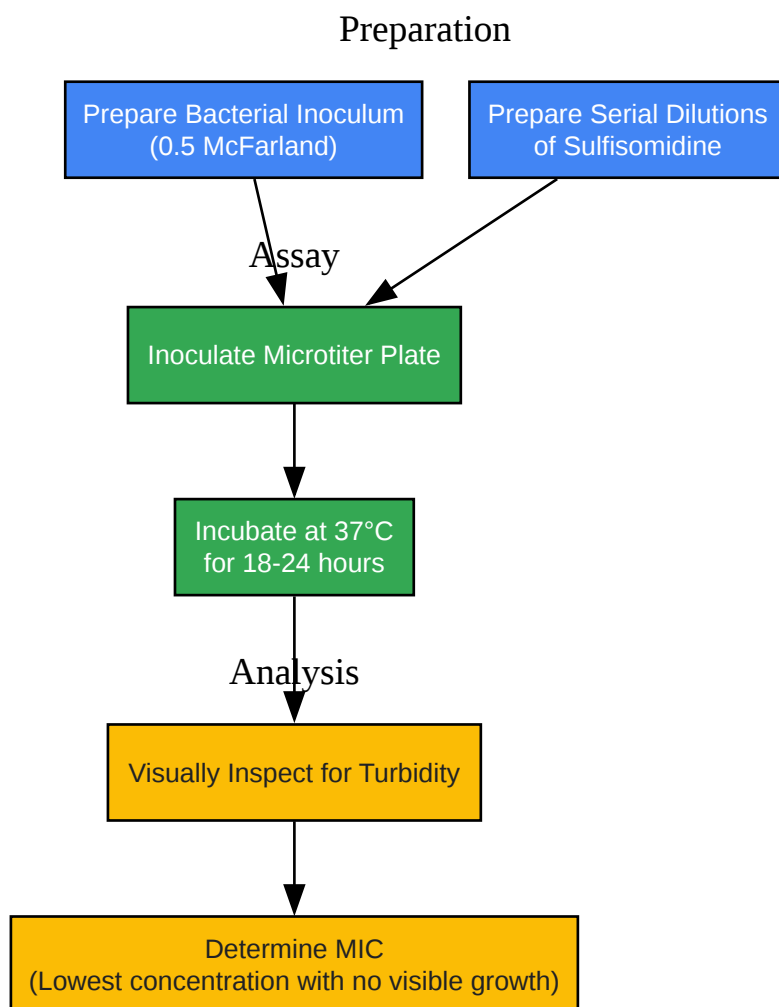 Preparation
Prepare Bacterial Inoculum
(0.5 McFarland)
Prepare Serial Dilutions
of Sulfisomidine
Assay
Inoculate Microtiter Plate
Incubate at 37°C
for 18-24 hours
Analysis
Visually Inspect for Turbidity
Determine MIC
(Lowest concentration with no visible growth)